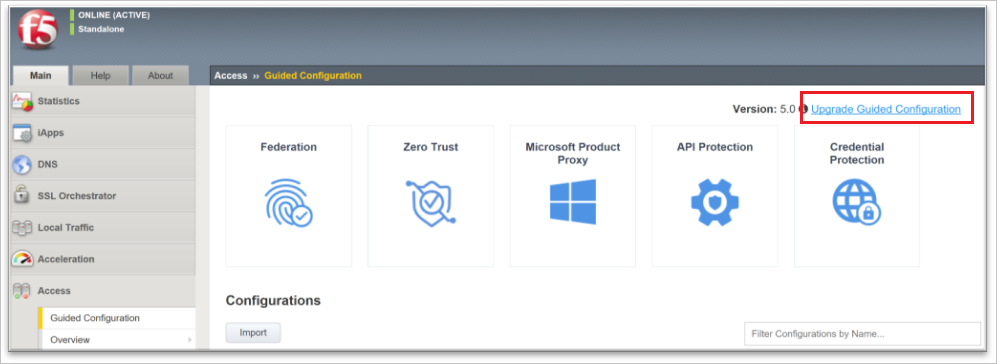 f5
ONLINE (ACTIVE)
Standalone
Main Help About
Access ›› Guided Configuration
Statistics
iApps
DNS
SSL Orchestrator
Local Traffic
Acceleration
Access
Guided Configuration
Overview
Version: 5.0 Upgrade Guided Configuration
Federation
Zero Trust
Microsoft Product
Proxy
API Protection
Credential
Protection
Configurations
Import
Filter Configurations by Name...